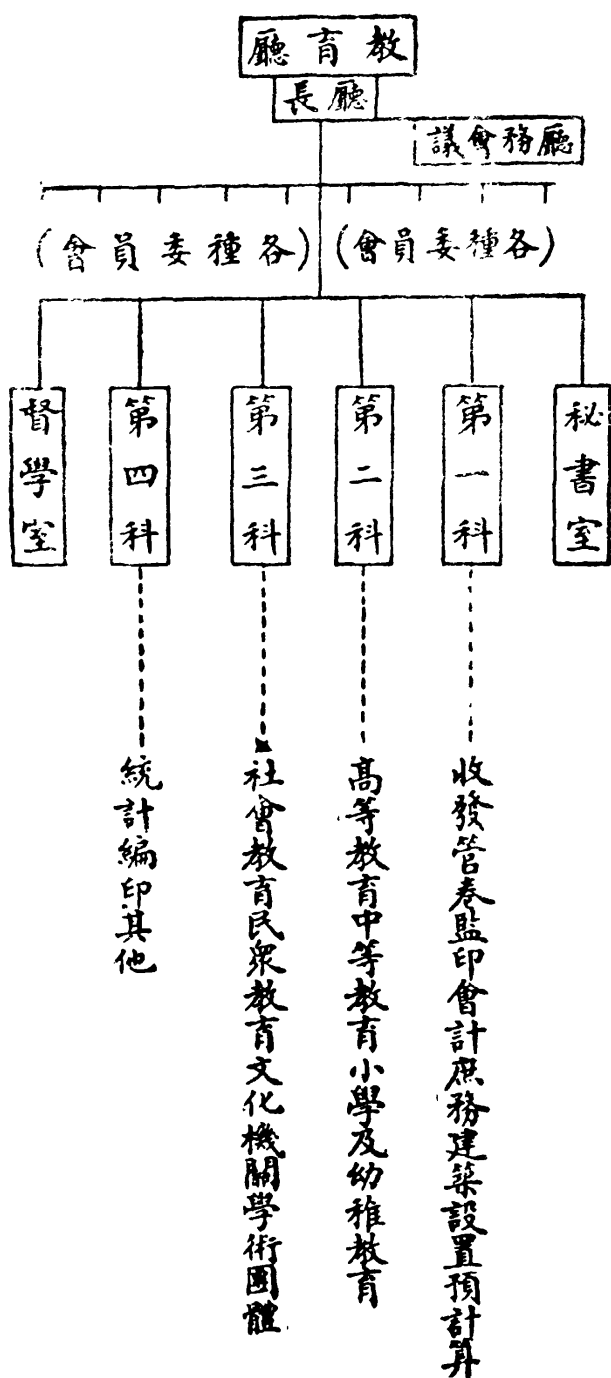 教育廳
廳長
廳務會議
(各種委員會)
(各種委員會)
秘書室
第一科
第二科
第三科
第四科
督學室
收發管卷監印會計庶務建築設置預計算
高等教育中等教育小學及幼稚教育
社會教育民眾教育文化機關學術團體
統計編印其他